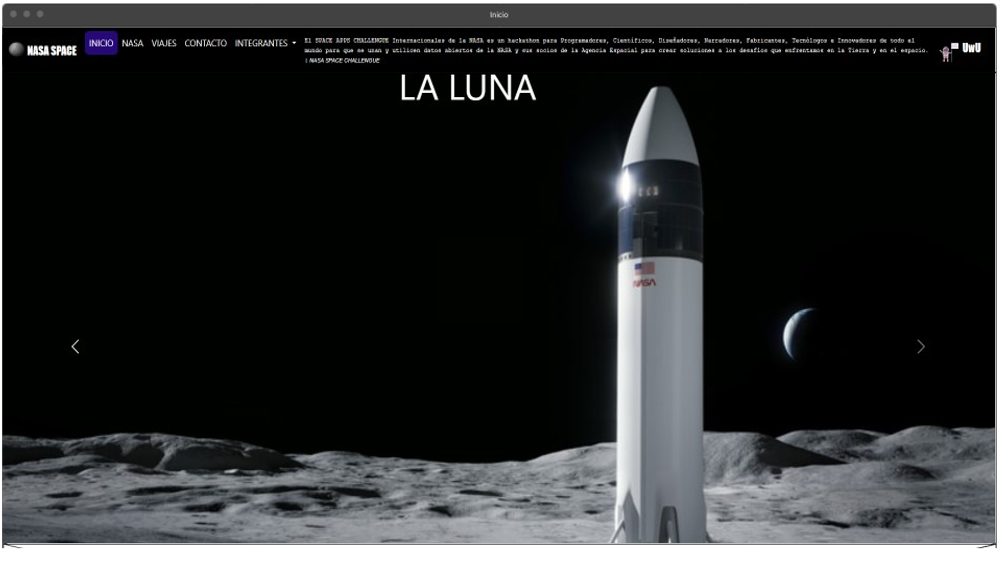 Inicio
NASA SPACE
INICIO NASA VIAJES CONTACTO INTEGRANTES
El SPACE APPS CHALLENGUE Internacionales de la NASA es un hackathon para Programadores, Científicos, Diseñadores, Narradores, Fabricantes, Tecnólogos e Innovadores de todo el
mundo para que se unan y utilicen datos abiertos de la NASA y sus socios de la Agencia Espacial para crear soluciones a los desafíos que enfrentamos en la Tierra y en el espacio.
| NASA SPACE CHALLENGUE
UwU
LA LUNA
NASA